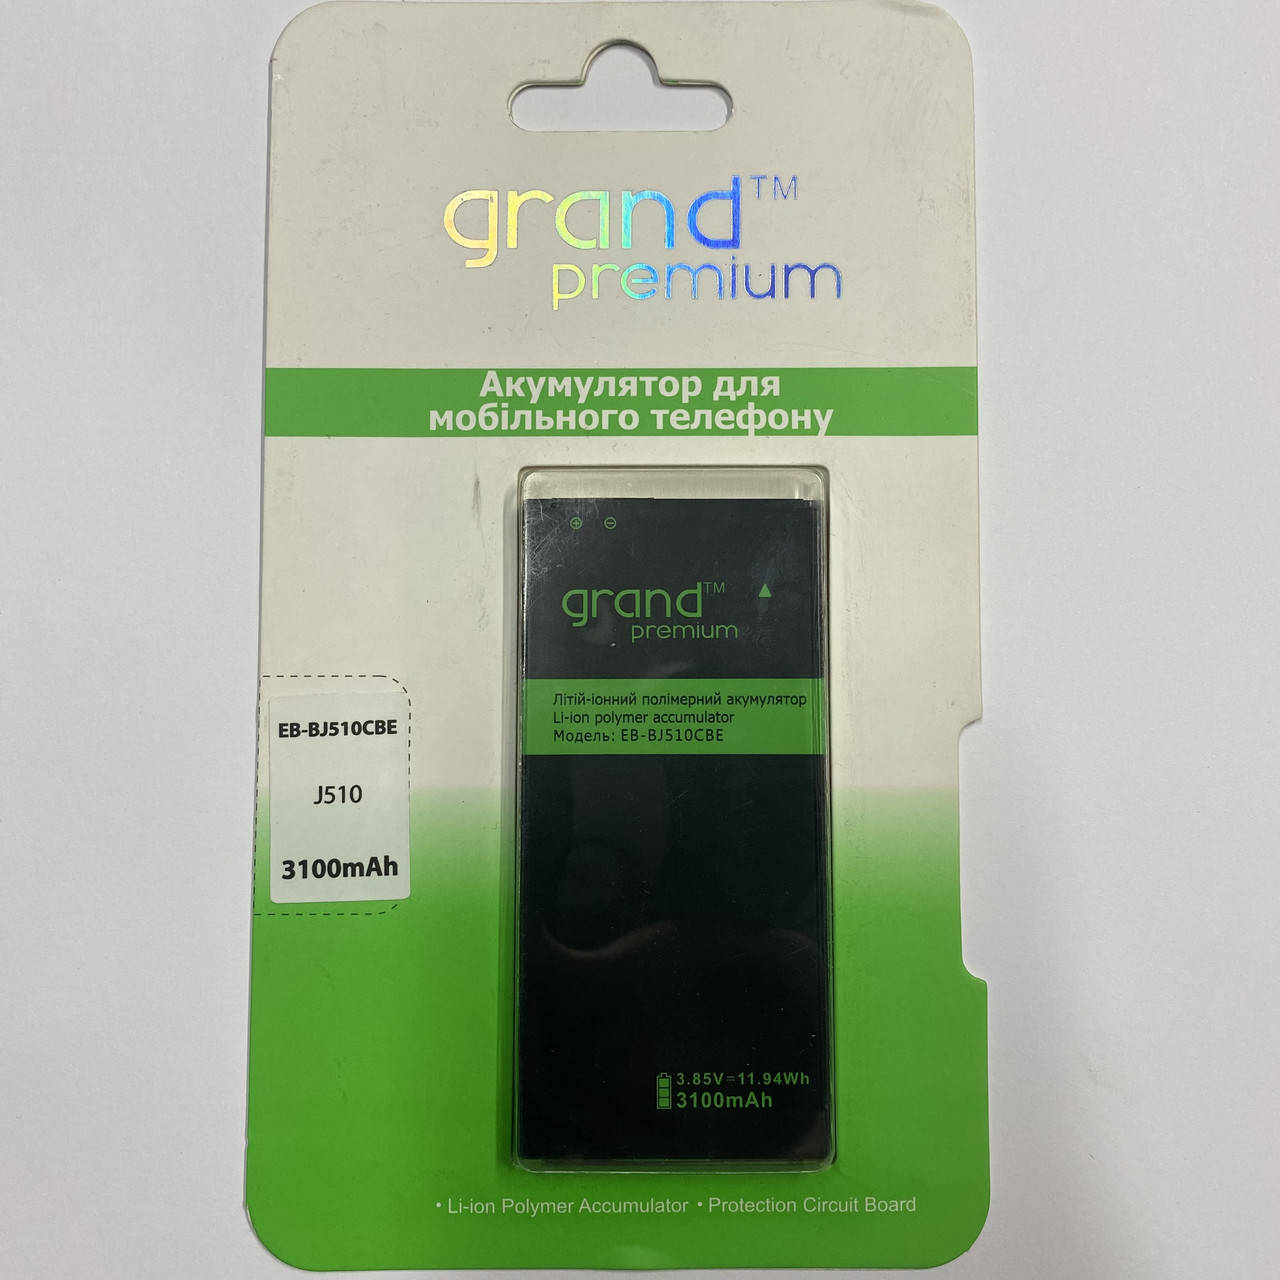 grand™
premium
Акумулятор для
мобільного телефону
⊕ ⊖
grand™
premium
Літій-іонний полімерний акумулятор
Li-ion polymer accumulator
Модель: EB-BJ510CBE
EB-BJ510CBE
J510
3100mAh
3.85V⎓11.94Wh
3100mAh
• Li-ion Polymer Accumulator • Protection Circuit Board